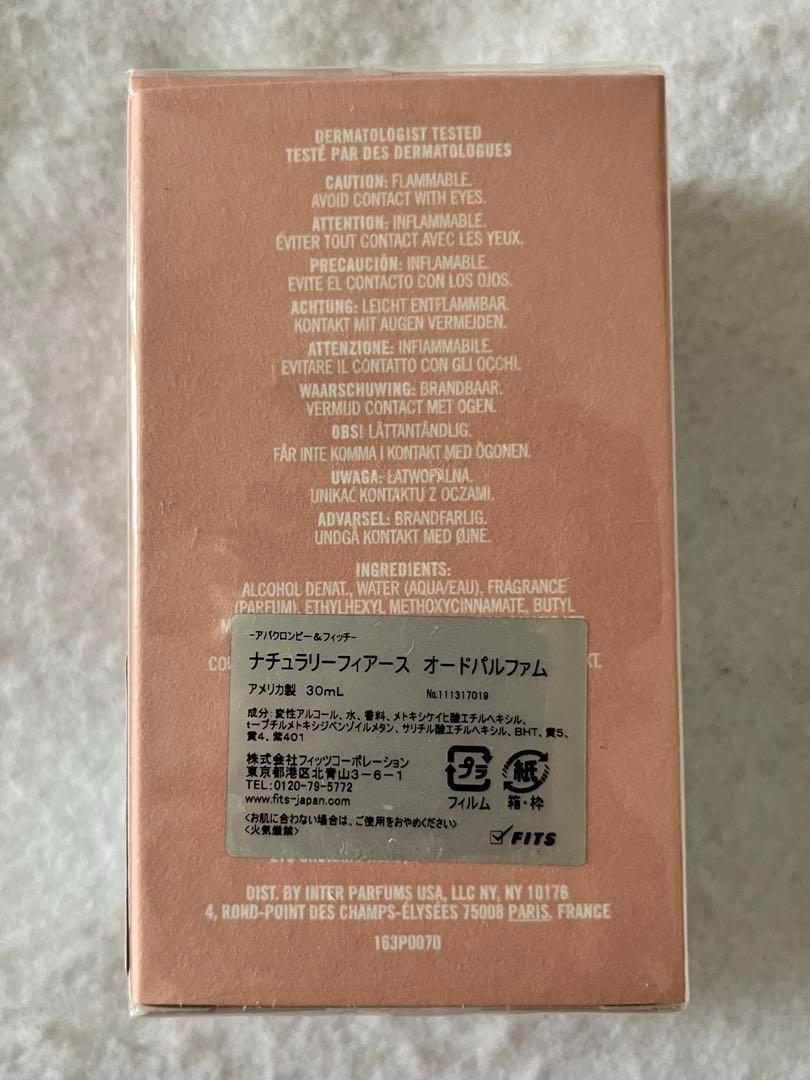 DERMATOLOGIST TESTED
TESTÉ PAR DES DERMATOLOGUES
CAUTION: FLAMMABLE.
AVOID CONTACT WITH EYES.
ATTENTION: INFLAMMABLE.
ÉVITER TOUT CONTACT AVEC LES YEUX.
PRECAUCIÓN: INFLAMABLE.
EVITE EL CONTACTO CON LOS OJOS.
ACHTUNG: LEICHT ENTFLAMMBAR.
KONTAKT MIT AUGEN VERMEJDEN.
ATTENZIONE: INFIAMMABILE.
EVITARE IL CONTATTO CON GLI OCCHI.
WAARSCHUWING: BRANDBAAR.
VERMIJD CONTACT MET OGEN.
OBS! LÄTTANTÄNDLIG.
FÅR INTE KOMMA I KONTAKT MED ÖGONEN.
UWAGA: ŁATWOPALNA.
UNIKAĆ KONTAKTU Z OCZAMI.
ADVARSEL: BRANDFARLIG.
UNDGÅ KONTAKT MED ØJNE.
INGREDIENTS:
ALCOHOL DENAT., WATER (AQUA/EAU), FRAGRANCE
(PARFUM), ETHYLHEXYL METHOXYCINNAMATE, BUTYL
-アバクロンビー&フィッチ-
ナチュラリーフィアース オードパルファム
アメリカ製 30mL No.111317019
成分:変性アルコール、水、香料、メトキシケイヒ酸エチルヘキシル、
t-ブチルメトキシジベンゾイルメタン、サリチル酸エチルヘキシル、BHT、黄5、
黄4、紫401
株式会社フィッツコーポレーション
東京都港区北青山3-6-1
TEL:0120-79-5772
www.fits-japan.com
プラ
フィルム
紙
箱・枠
<お肌に合わない場合は、ご使用をおやめください>
<火気厳禁>
FITS
DIST. BY INTER PARFUMS USA, LLC NY, NY 10176
4, ROND-POINT DES CHAMPS-ÉLYSÉES 75008 PARIS, FRANCE
163P0070